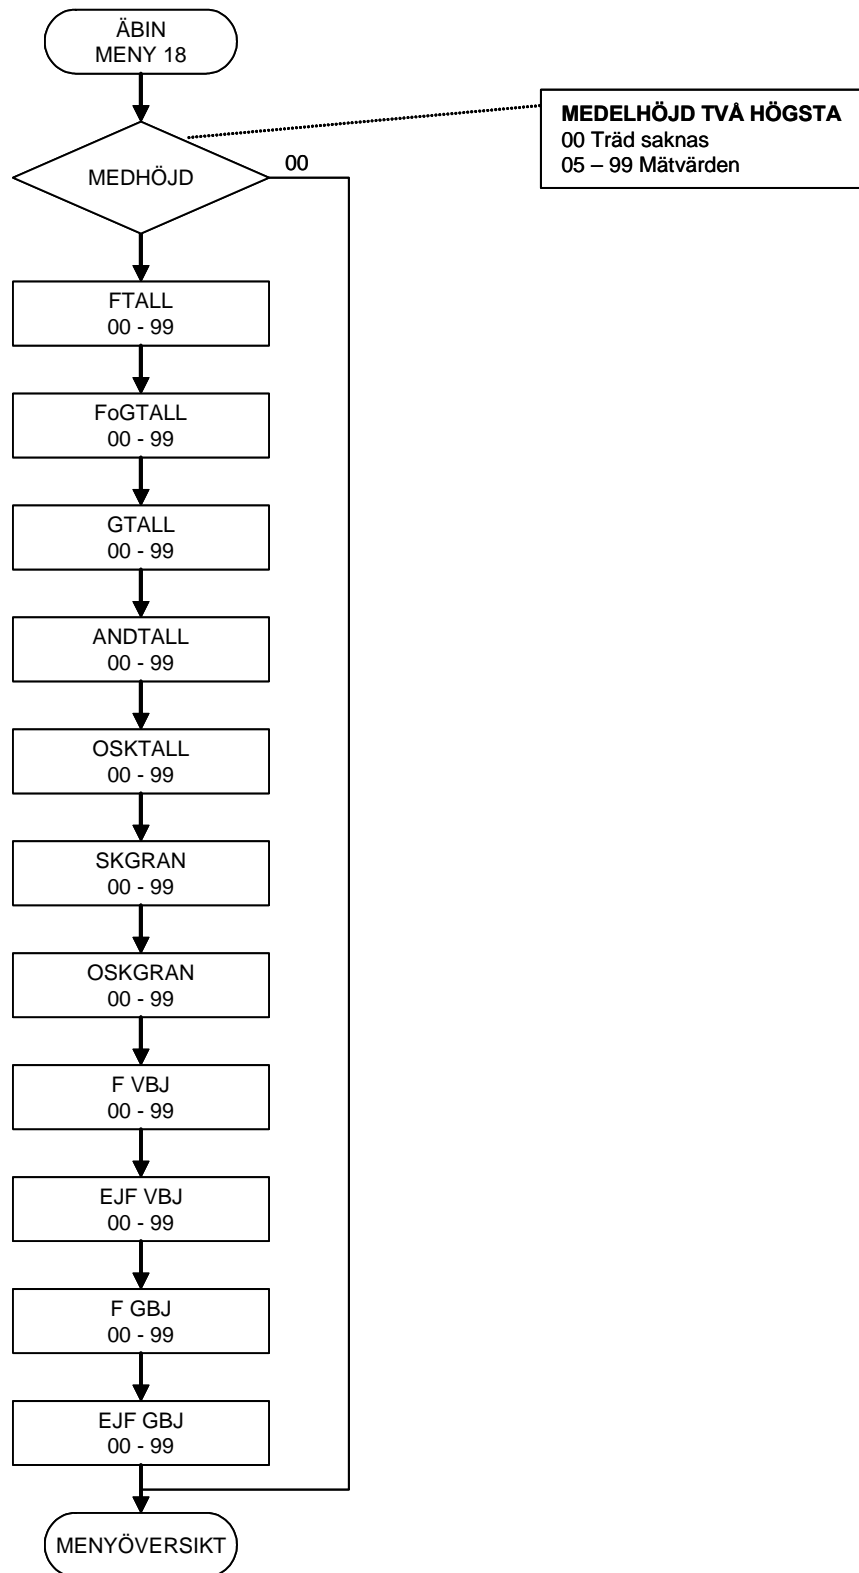 ÄBIN
MENY 18
MEDELHÖJD TVÅ HÖGSTA
00 Träd saknas
05 – 99 Mätvärden
MEDHÖJD
00
FTALL
00 - 99
FoGTALL
00 - 99
GTALL
00 - 99
ANDTALL
00 - 99
OSKTALL
00 - 99
SKGRAN
00 - 99
OSKGRAN
00 - 99
F VBJ
00 - 99
EJF VBJ
00 - 99
F GBJ
00 - 99
EJF GBJ
00 - 99
MENYÖVERSIKT